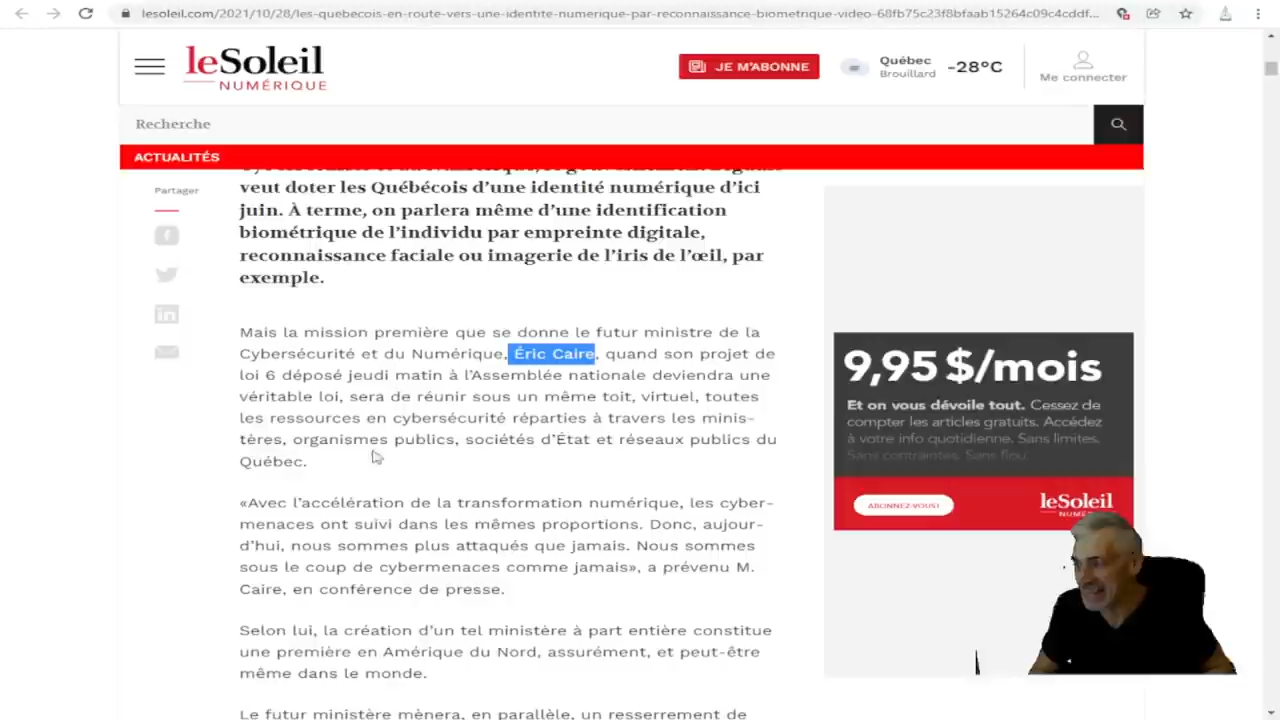 lesoleil.com/2021/10/28/les-quebecois-en-route-vers-une-identite-numerique-par-reconnaissance-biometrique-video-68fb75c23f8bfaab15264c09c4cddf...
leSoleil
NUMÉRIQUE
JE M'ABONNE
Québec
Brouillard
-28°C
Me connecter
Recherche
ACTUALITÉS
Partager
veut doter les Québécois d'une identité numérique d'ici
juin. À terme, on parlera même d'une identification
biométrique de l'individu par empreinte digitale,
reconnaissance faciale ou imagerie de l'iris de l'œil, par
exemple.
Mais la mission première que se donne le futur ministre de la
Cybersécurité et du Numérique, Éric Caire, quand son projet de
loi 6 déposé jeudi matin à l'Assemblée nationale deviendra une
véritable loi, sera de réunir sous un même toit, virtuel, toutes
les ressources en cybersécurité réparties à travers les minis-
tères, organismes publics, sociétés d'État et réseaux publics du
Québec.
«Avec l'accélération de la transformation numérique, les cyber-
menaces ont suivi dans les mêmes proportions. Donc, aujour-
d'hui, nous sommes plus attaqués que jamais. Nous sommes
sous le coup de cybermenaces comme jamais», a prévenu M.
Caire, en conférence de presse.
Selon lui, la création d'un tel ministère à part entière constitue
une première en Amérique du Nord, assurément, et peut-être
même dans le monde.
Le futur ministère mènera, en parallèle, un resserrement de
9,95 $/mois
Et on vous dévoile tout. Cessez de
compter les articles gratuits. Accédez
à votre info quotidienne. Sans limites.
Sans contraintes. Sans flou.
ABONNEZ-VOUS!
leSoleil